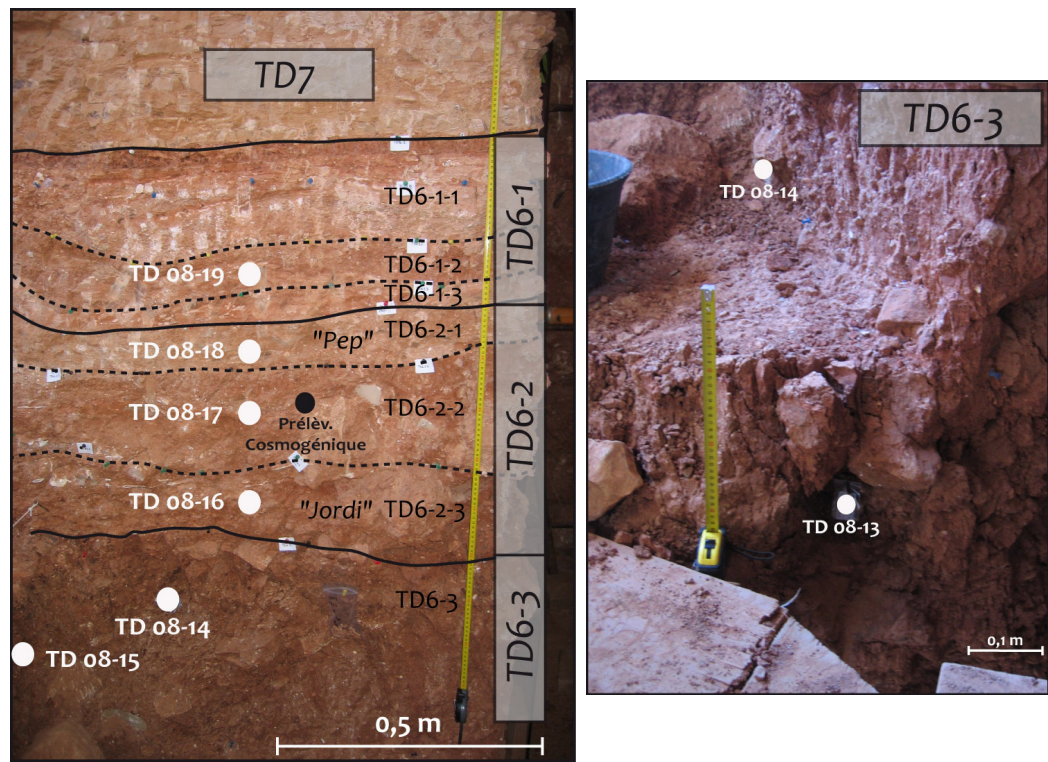 TD7
TD6-1-1
TD6-1
TD 08-19
TD6-1-2
TD6-1-3
"Pep"
TD6-2-1
TD 08-18
TD 08-17
Prélèv.
Cosmogénique
TD6-2-2
TD6-2
TD 08-16
"Jordi"
TD6-2-3
TD6-3
TD6-3
TD 08-14
TD 08-15
0,5 m
TD6-3
TD 08-14
TD 08-13
0,1 m